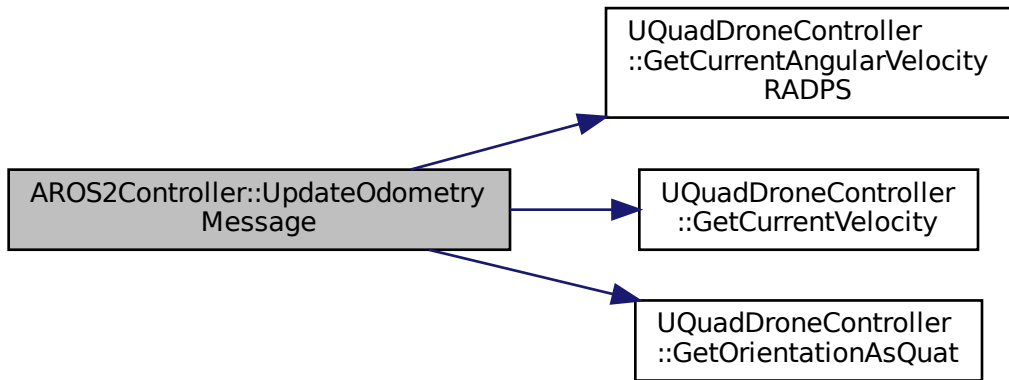 UQuadDroneController
::GetCurrentAngularVelocity
RADPS
AROS2Controller::UpdateOdometry
Message
UQuadDroneController
::GetCurrentVelocity
UQuadDroneController
::GetOrientationAsQuat